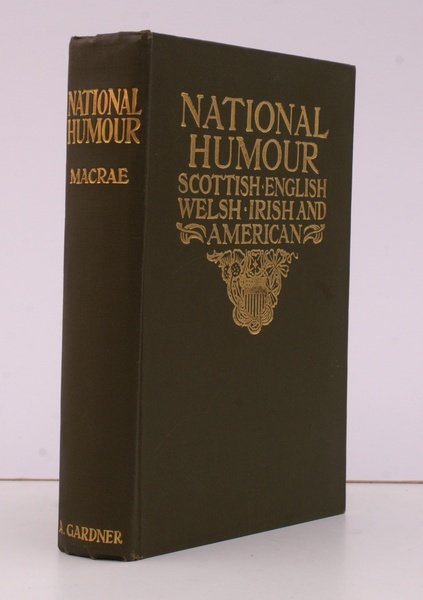 NATIONAL
HUMOUR
MACRAE
A. GARDNER
NATIONAL
HUMOUR
SCOTTISH · ENGLISH
WELSH · IRISH AND
AMERICAN